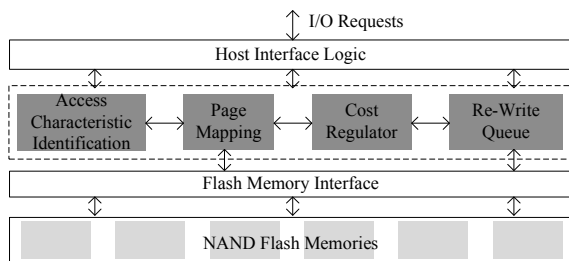 I/O Requests
Host Interface Logic
Access
Characteristic
Identification
Page
Mapping
Cost
Regulator
Re-Write
Queue
Flash Memory Interface
NAND Flash Memories